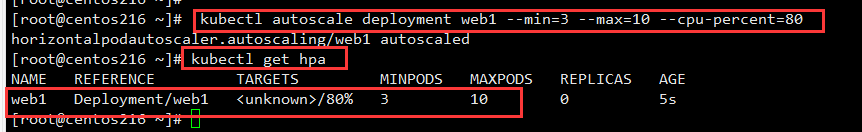 [root@centos216 ~]# kubectl autoscale deployment web1 --min=3 --max=10 --cpu-percent=80
horizontalpodautoscaler.autoscaling/web1 autoscaled
[root@centos216 ~]# kubectl get hpa
NAME REFERENCE TARGETS MINPODS MAXPODS REPLICAS AGE
web1 Deployment/web1 <unknown>/80% 3 10 0 5s
[root@centos216 ~]#